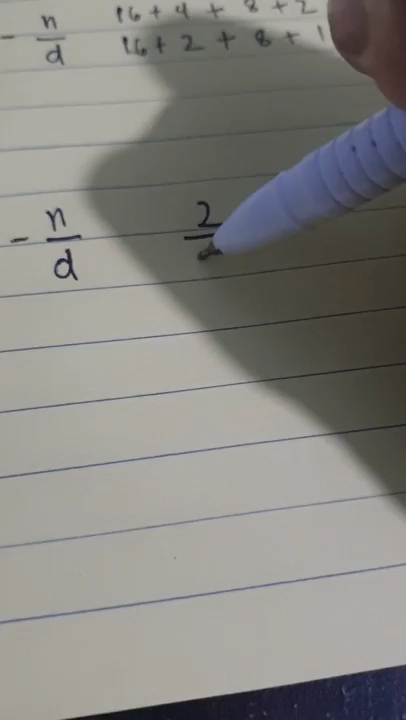 16 + 4 + 8 + 2
- n/d
16 + 2 + 8 + 1
- n/d 2